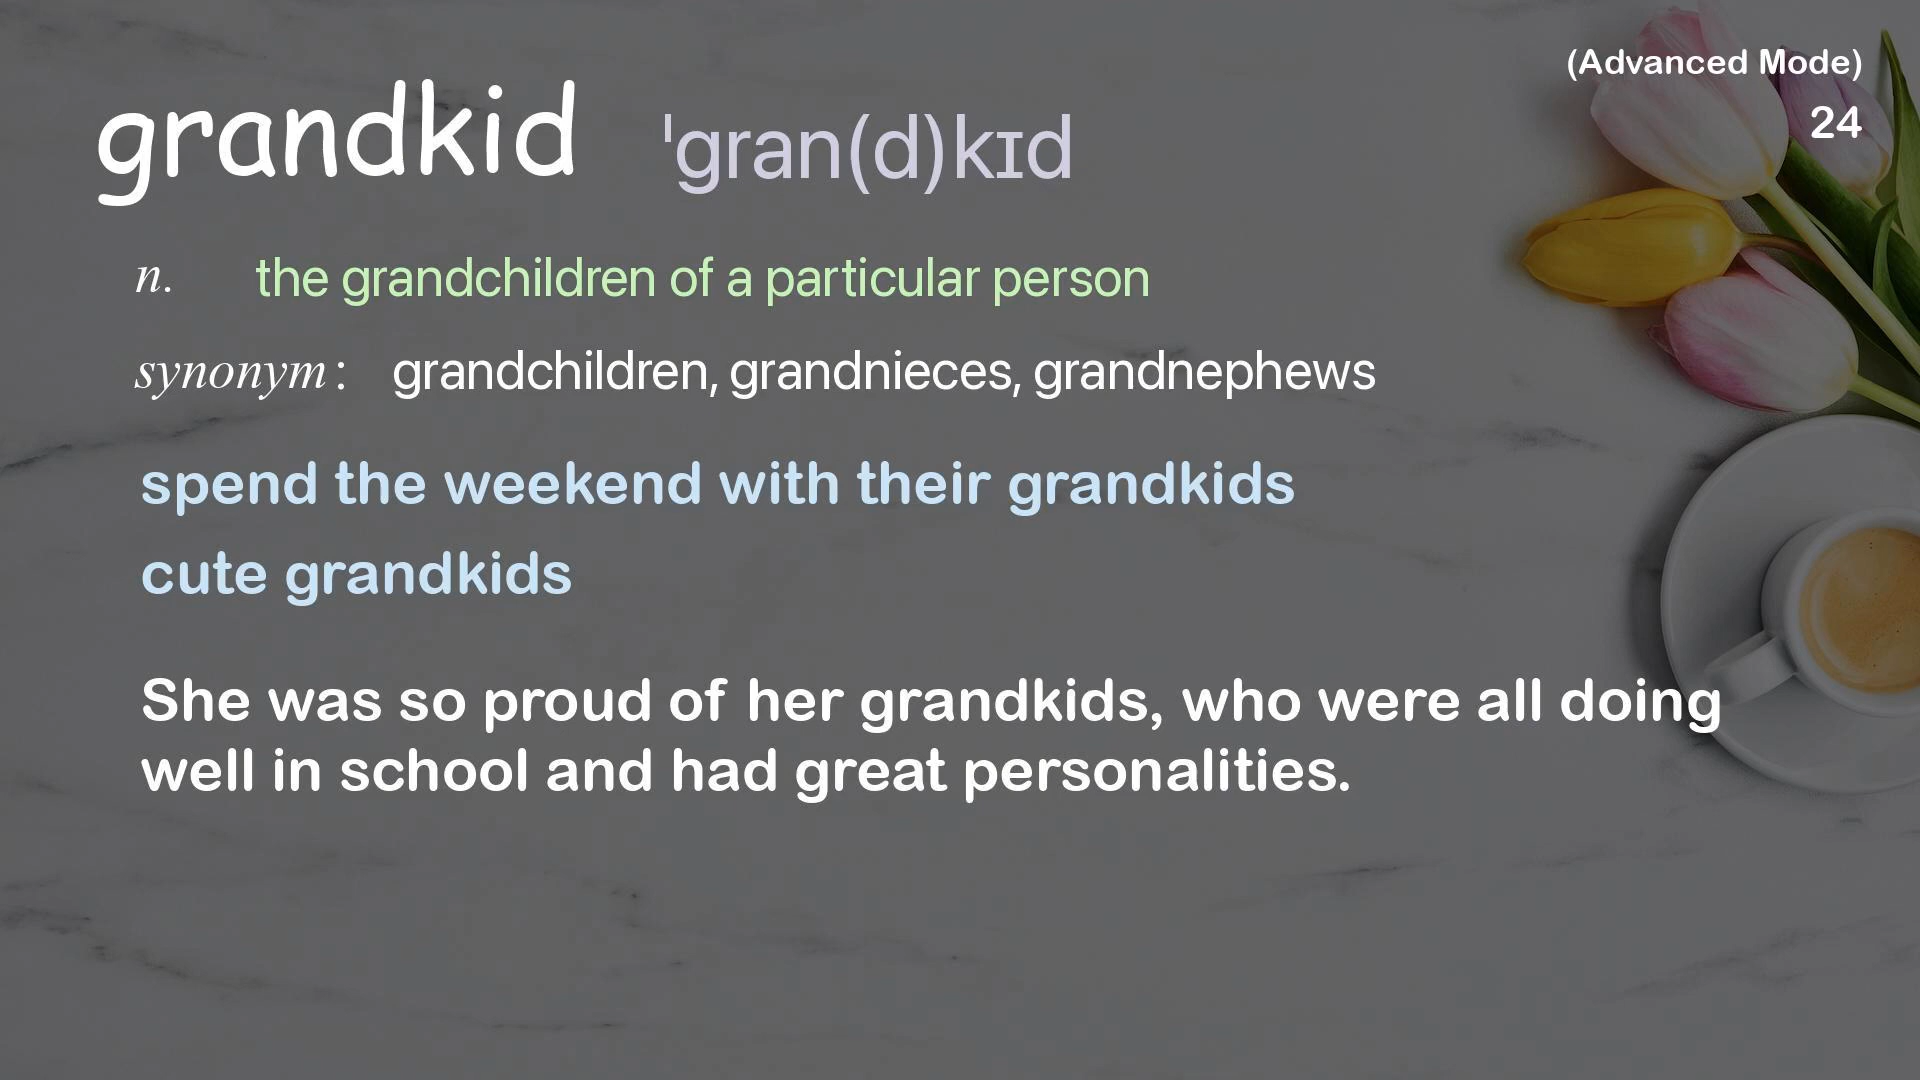 (Advanced Mode)
24
grandkid ˈgran(d)kɪd
n. the grandchildren of a particular person
synonym : grandchildren, grandnieces, grandnephews
spend the weekend with their grandkids
cute grandkids
She was so proud of her grandkids, who were all doing
well in school and had great personalities.